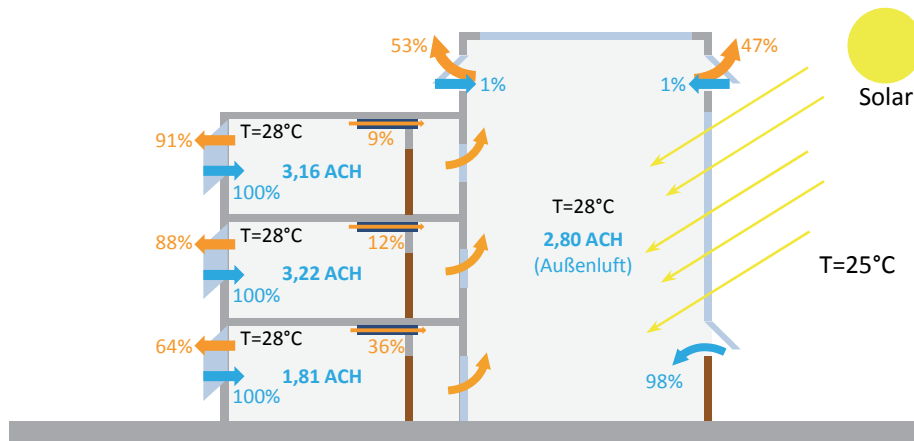 53%
47%
1%
1%
Solar
T=28°C
9%
91%
3,16 ACH
100%
T=28°C
2,80 ACH
(Außenluft)
T=28°C
12%
88%
3,22 ACH
100%
T=25°C
T=28°C
36%
64%
1,81 ACH
100%
98%